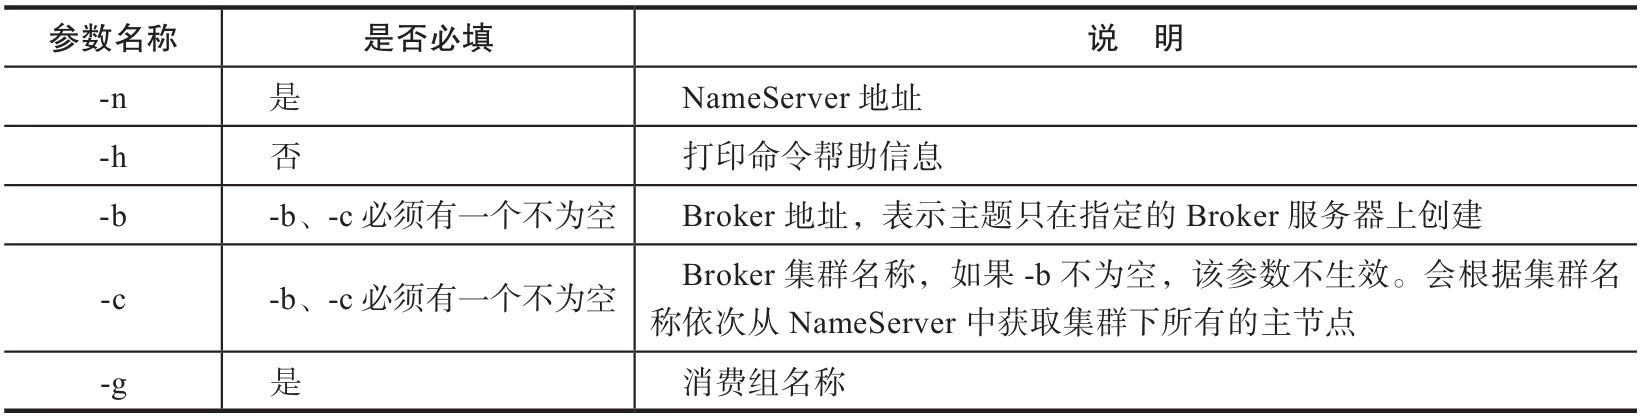 参数名称 是否必填 说 明
-n 是 NameServer 地址
-h 否 打印命令帮助信息
-b -b、-c 必须有一个不为空 Broker 地址，表示主题只在指定的 Broker 服务器上创建
-c -b、-c 必须有一个不为空 Broker 集群名称，如果 -b 不为空，该参数不生效。会根据集群名
称依次从 NameServer 中获取集群下所有的主节点
-g 是 消费组名称